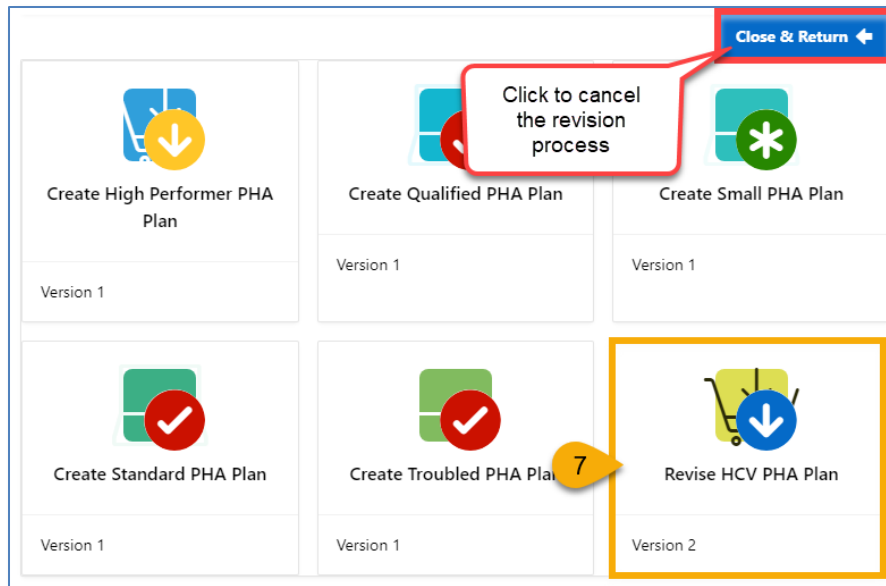 Close & Return
Click to cancel
the revision
process
Create High Performer PHA
Plan
Create Qualified PHA Plan
Create Small PHA Plan
Version 1
Version 1
Version 1
Create Standard PHA Plan
Create Troubled PHA
7
Revise HCV PHA Plan
Version 1
Version 1
Version 2